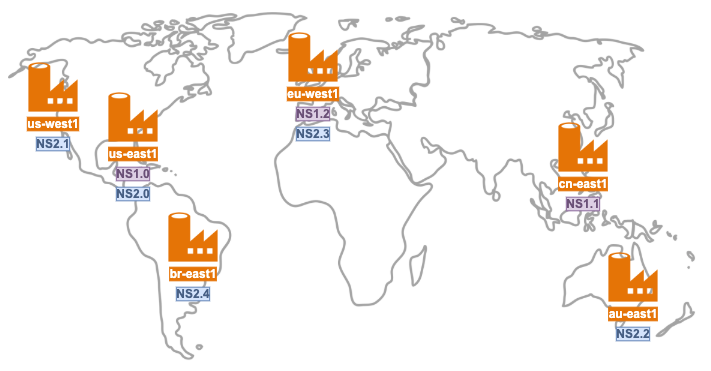 us-west1
NS2.1
us-east1
NS1.0
NS2.0
eu-west1
NS1.2
NS2.3
cn-east1
NS1.1
br-east1
NS2.4
au-east1
NS2.2